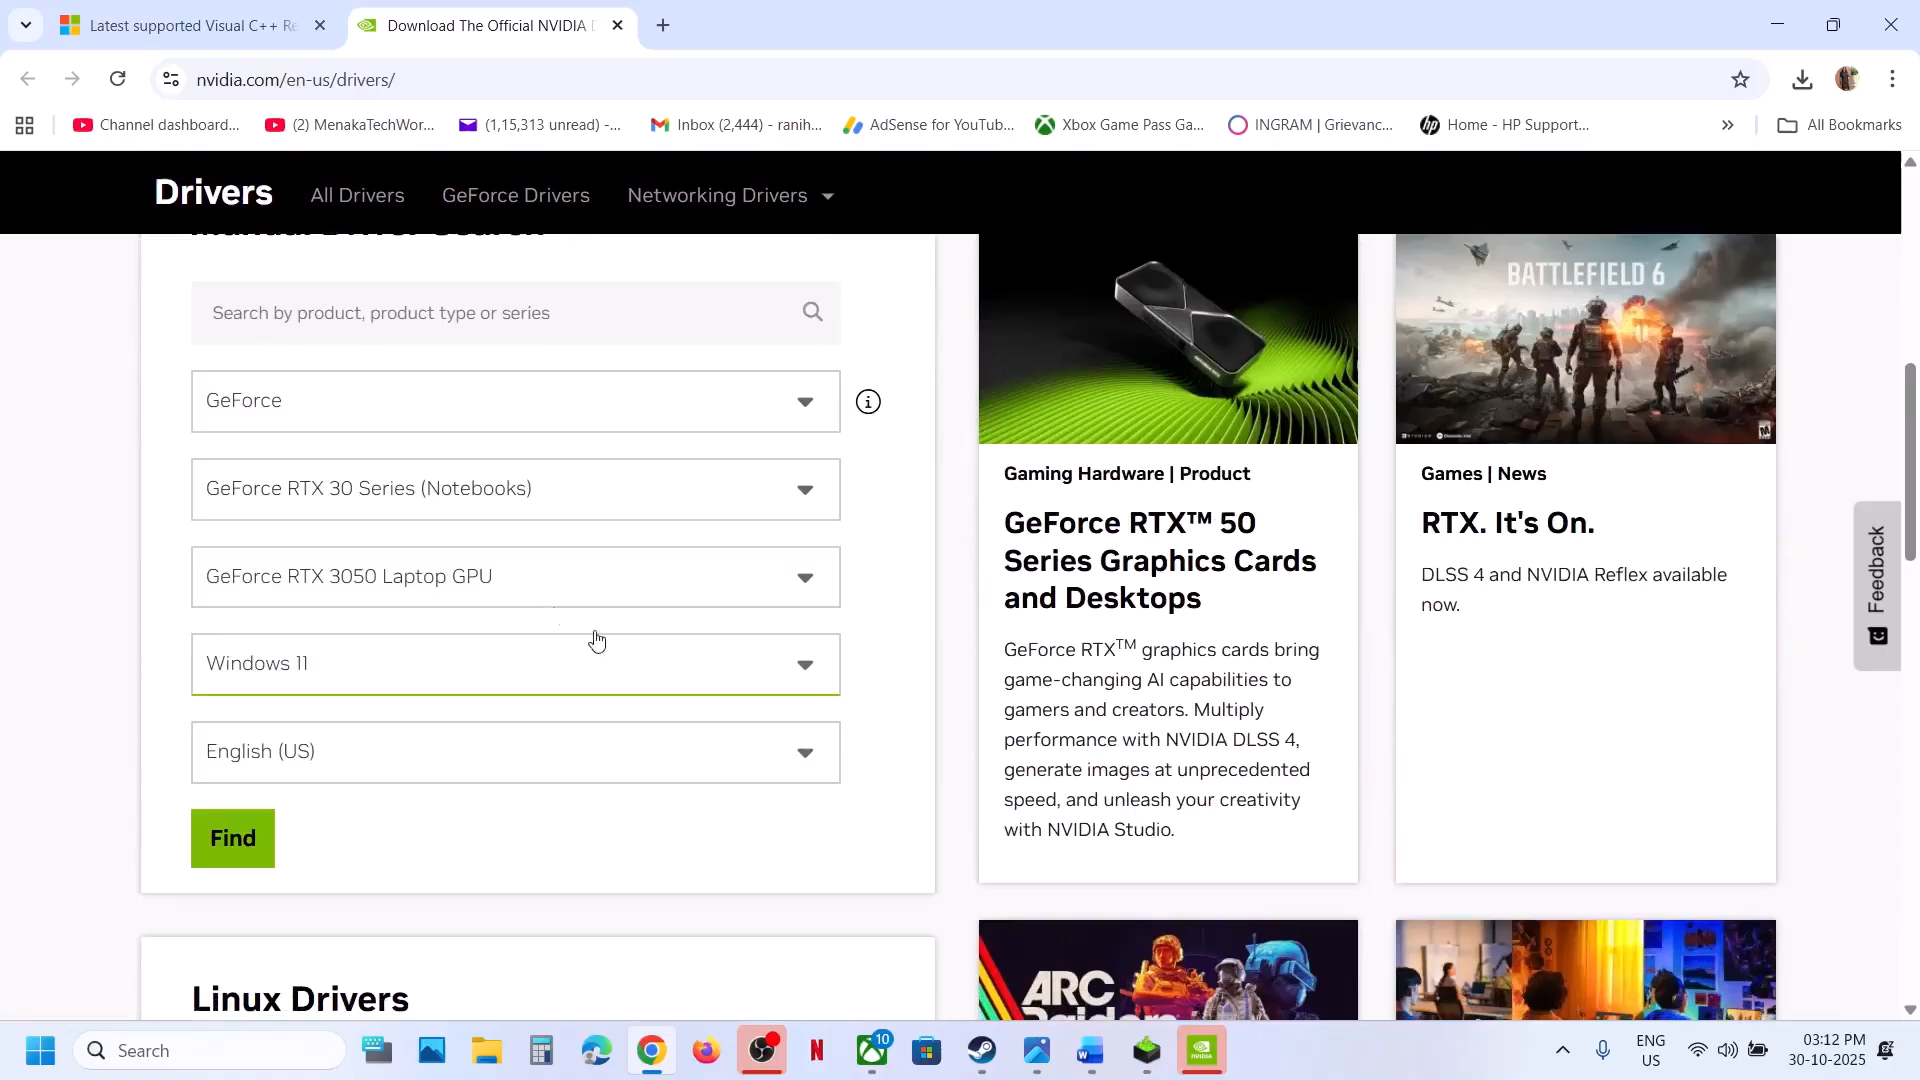 Latest supported Visual C++ Re
Download The Official NVIDIA D
nvidia.com/en-us/drivers/
Channel dashboard...
(2) MenakaTechWor...
(1,15,313 unread) -...
Inbox (2,444) - ranih...
AdSense for YouTub...
Xbox Game Pass Ga...
INGRAM | Grievanc...
Home - HP Support...
All Bookmarks
Drivers
All Drivers
GeForce Drivers
Networking Drivers
Manual Driver Search
Search by product, product type or series
GeForce
GeForce RTX 30 Series (Notebooks)
GeForce RTX 3050 Laptop GPU
Windows 11
English (US)
Find
Linux Drivers
Gaming Hardware | Product
GeForce RTX™ 50
Series Graphics Cards
and Desktops
GeForce RTX™ graphics cards bring
game-changing AI capabilities to
gamers and creators. Multiply
performance with NVIDIA DLSS 4,
generate images at unprecedented
speed, and unleash your creativity
with NVIDIA Studio.
BATTLEFIELD 6
Games | News
RTX. It's On.
DLSS 4 and NVIDIA Reflex available
now.
ARC
Raiders
Feedback
Search
10
ENG
US
03:12 PM
30-10-2025